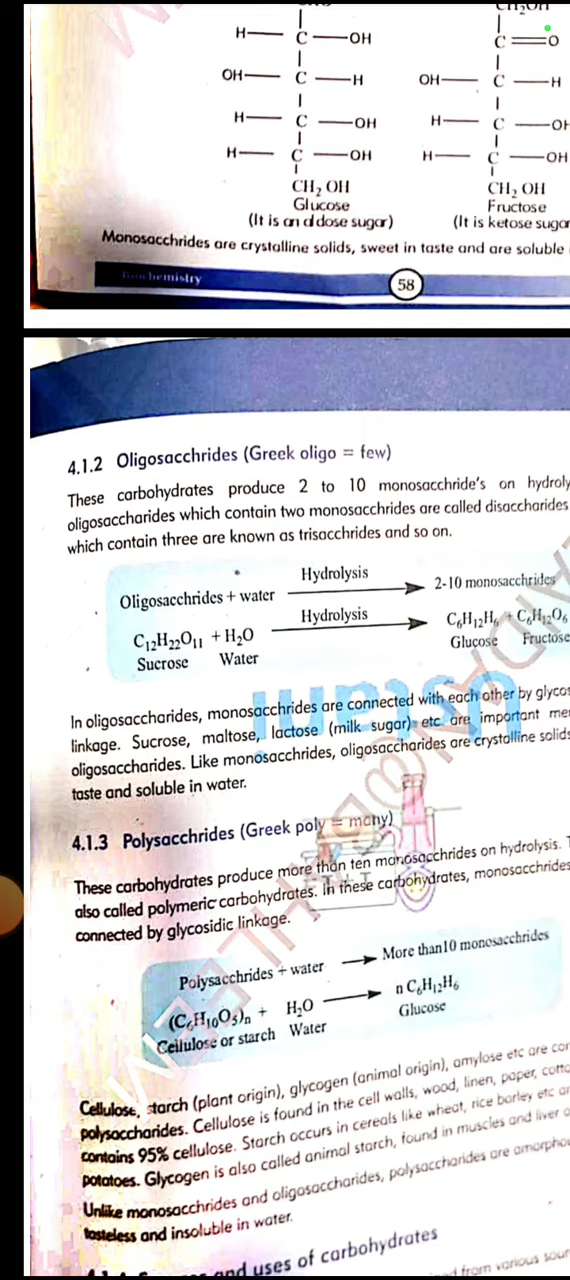 CH₂OH
H— C —OH C ═O
OH— C —H OH— C —H
H— C —OH H— C —OH
H— C —OH H— C —OH
CH₂ OH CH₂ OH
Glucose Fructose
(It is an aldose sugar) (It is ketose sugar
Monosacchrides are crystalline solids, sweet in taste and are soluble
Biochemistry
58
4.1.2 Oligosacchrides (Greek oligo = few)
These carbohydrates produce 2 to 10 monosacchride's on hydroly
oligosaccharides which contain two monosacchrides are called disaccharides
which contain three are known as trisacchrides and so on.
Oligosacchrides + water Hydrolysis 2-10 monosacchrides
C₁₂H₂₂O₁₁ + H₂O Hydrolysis C₆H₁₂H₆ + C₆H₁₂O₆
Sucrose Water Glucose Fructose
In oligosaccharides, monosacchrides are connected with each other by glycos
linkage. Sucrose, maltose, lactose (milk sugar) etc are important me
oligosaccharides. Like monosacchrides, oligosaccharides are crystalline solids
taste and soluble in water.
4.1.3 Polysacchrides (Greek poly = many)
These carbohydrates produce more than ten monosacchrides on hydrolysis. T
also called polymeric carbohydrates. In these carbohydrates, monosacchrides
connected by glycosidic linkage.
Polysacchrides + water → More than10 monosacchrides
(C₆H₁₀O₅)n + H₂O → n C₆H₁₂H₆
Cellulose or starch Water Glucose
Cellulose, starch (plant origin), glycogen (animal origin), amylose etc are co
polysaccharides. Cellulose is found in the cell walls, wood, linen, paper, cotto
contains 95% cellulose. Starch occurs in cereals like wheat, rice barley etc a
potatoes. Glycogen is also called animal starch, found in muscles and liver o
Unlike monosacchrides and oligosaccharides, polysaccharides are amorpho
tasteless and insoluble in water.
and uses of carbohydrates
from various sour